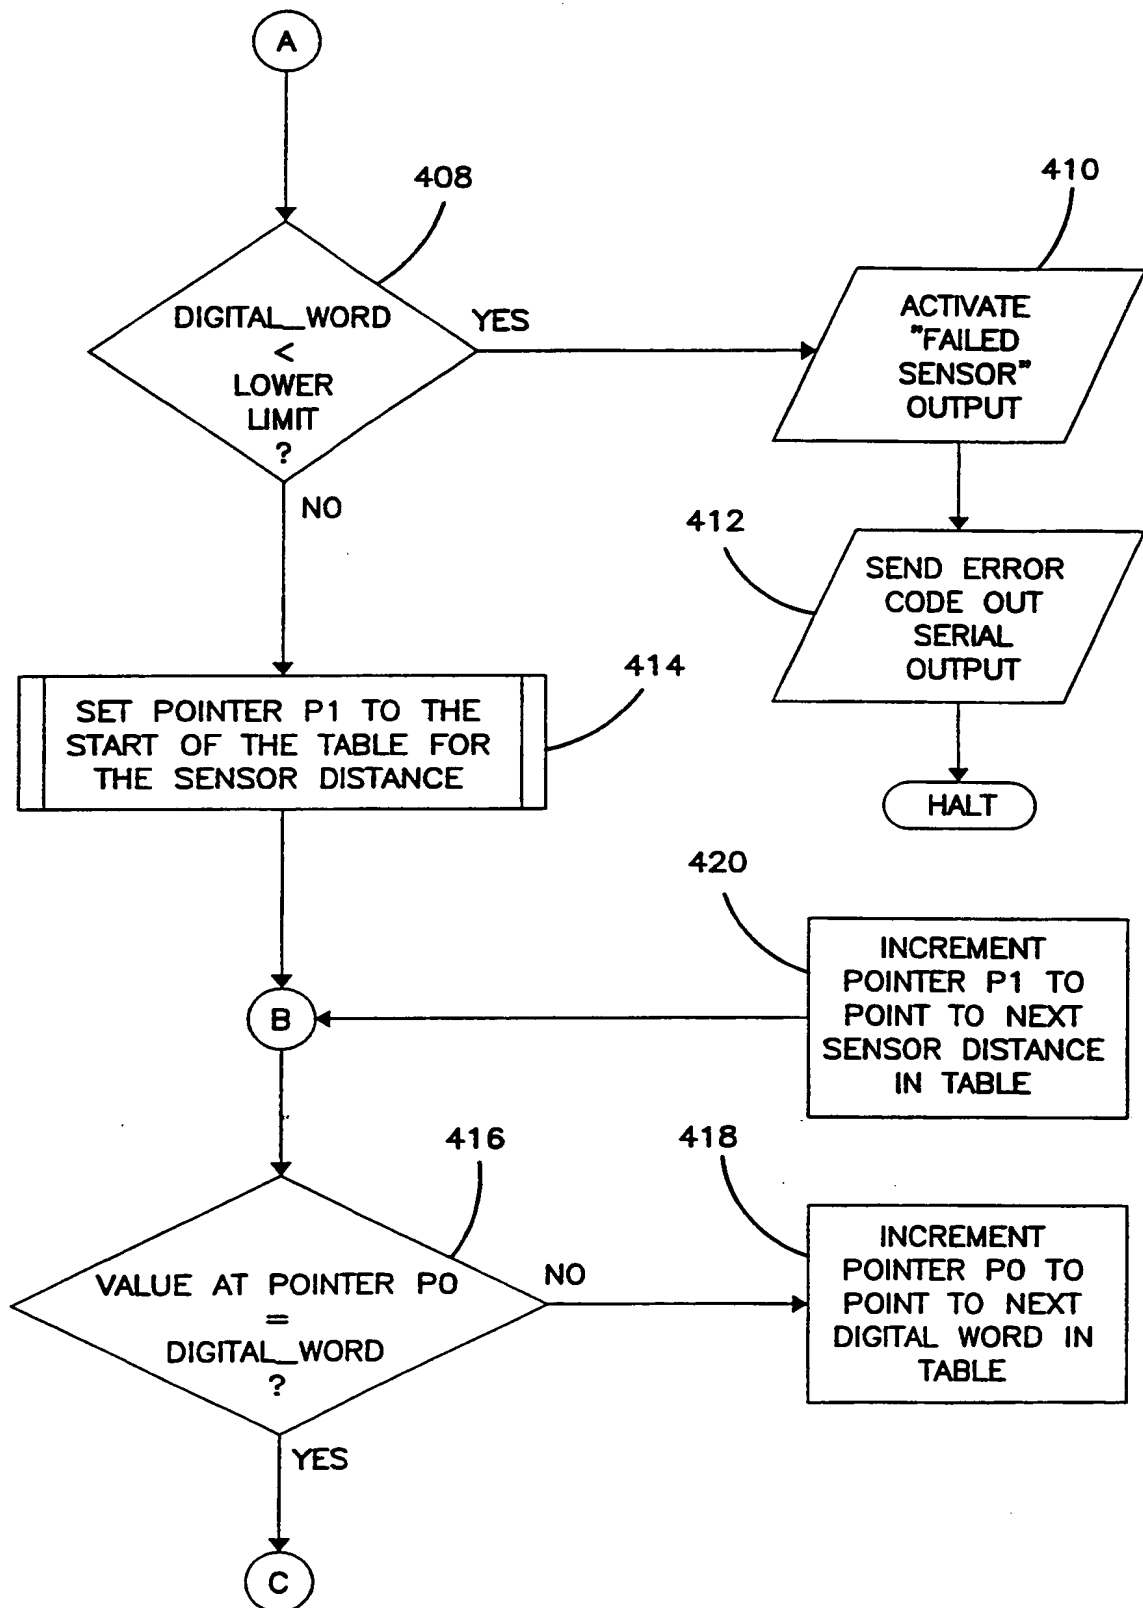 A
408
DIGITAL_WORD
<
LOWER
LIMIT
?
YES
NO
410
ACTIVATE
"FAILED
SENSOR"
OUTPUT
412
SEND ERROR
CODE OUT
SERIAL
OUTPUT
HALT
414
SET POINTER P1 TO THE
START OF THE TABLE FOR
THE SENSOR DISTANCE
420
INCREMENT
POINTER P1 TO
POINT TO NEXT
SENSOR DISTANCE
IN TABLE
B
416
VALUE AT POINTER P0
=
DIGITAL_WORD
?
NO
YES
418
INCREMENT
POINTER P0 TO
POINT TO NEXT
DIGITAL WORD IN
TABLE
C